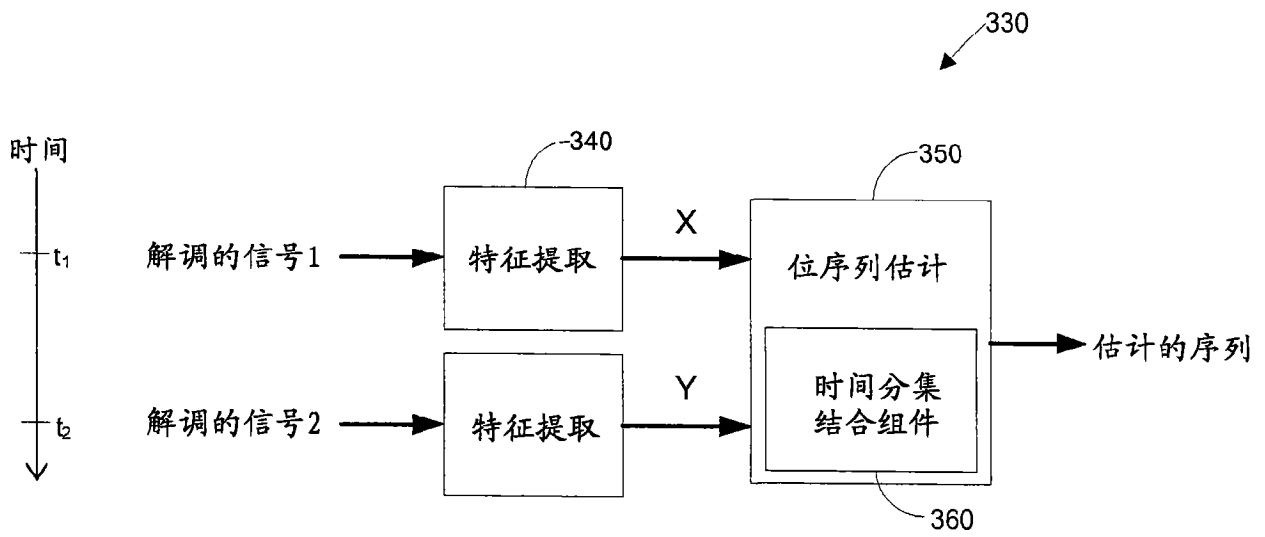 330
时间
340
350
t₁
解调的信号1
特征提取
X
位序列估计
估计的序列
t₂
解调的信号2
特征提取
Y
时间分集
结合组件
360